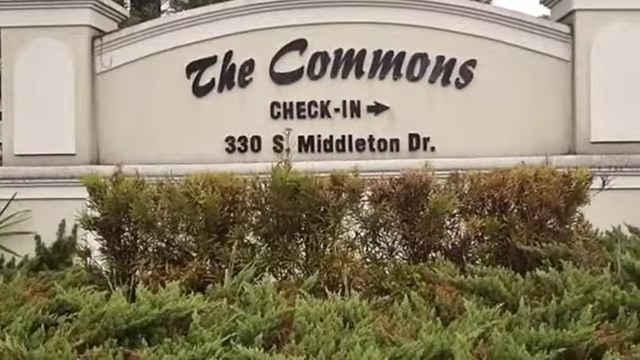 The Commons
CHECK-IN →
330 S. Middleton Dr.